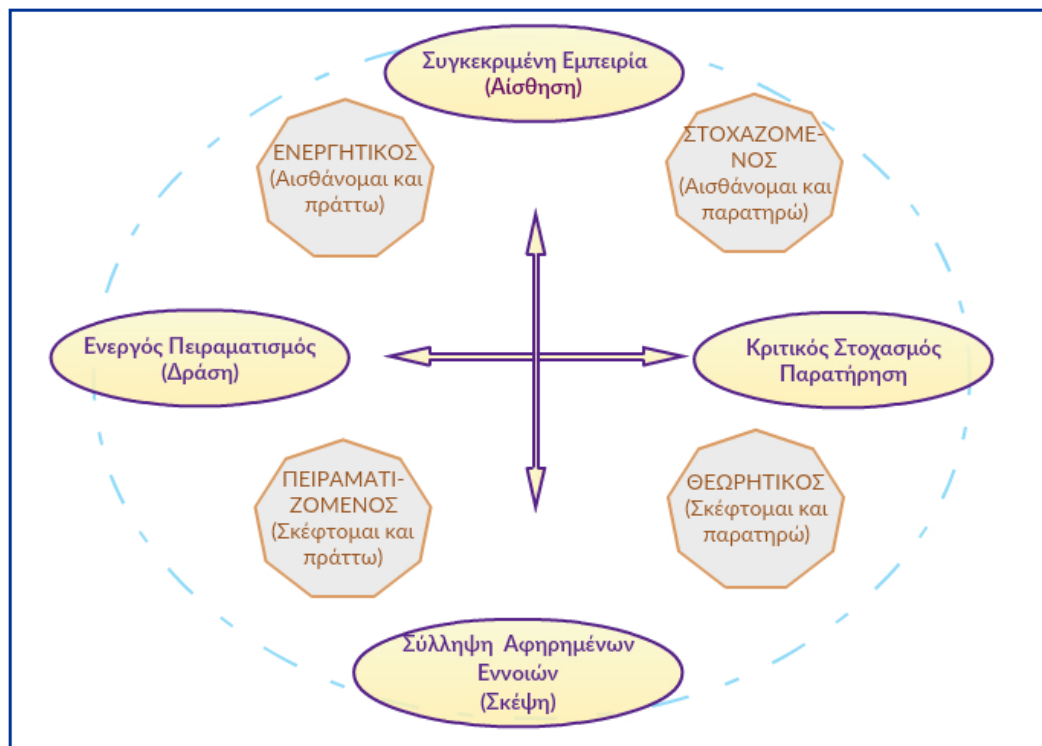 Συγκεκριμένη Εμπειρία
(Αίσθηση)
ΕΝΕΡΓΗΤΙΚΟΣ
(Αισθάνομαι και
πράττω)
ΣΤΟΧΑΖΟΜΕ-
ΝΟΣ
(Αισθάνομαι και
παρατηρώ)
Ενεργός Πειραματισμός
(Δράση)
Κριτικός Στοχασμός
Παρατήρηση
ΠΕΙΡΑΜΑΤΙ-
ΖΟΜΕΝΟΣ
(Σκέφτομαι και
πράττω)
ΘΕΩΡΗΤΙΚΟΣ
(Σκέφτομαι και
παρατηρώ)
Σύλληψη Αφηρημένων
Εννοιών
(Σκέψη)